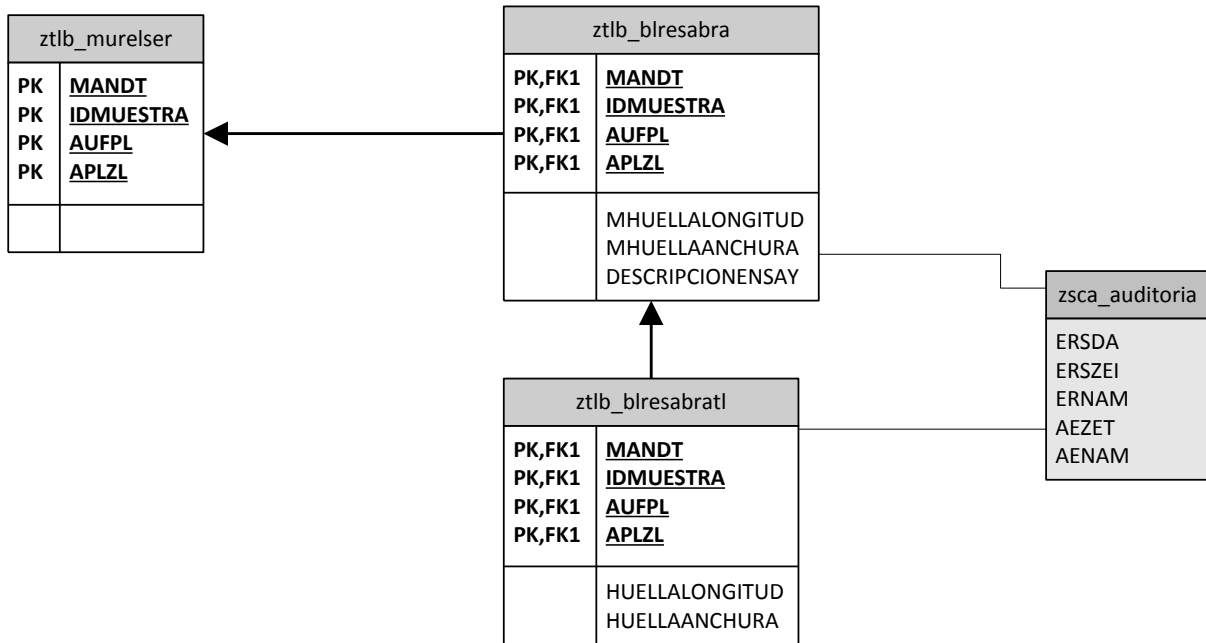 ztlb_murelser
PK MANDT
PK IDMUESTRA
PK AUFPL
PK APLZL
ztlb_blresabra
PK,FK1 MANDT
PK,FK1 IDMUESTRA
PK,FK1 AUFPL
PK,FK1 APLZL
MHUELLALONGITUD
MHUELLAANCHURA
DESCRIPCIONENSAY
zsca_auditoria
ERSDA
ERSZEI
ERNAM
AEZET
AENAM
ztlb_blresabratl
PK,FK1 MANDT
PK,FK1 IDMUESTRA
PK,FK1 AUFPL
PK,FK1 APLZL
HUELLALONGITUD
HUELLAANCHURA